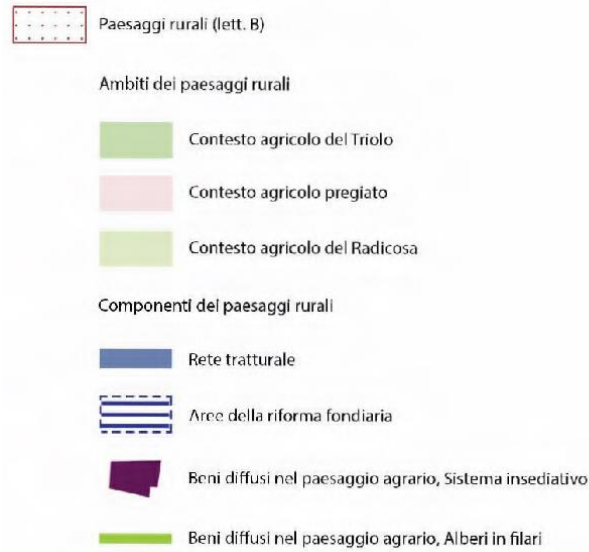 Paesaggi rurali (lett. B)
Ambiti dei paesaggi rurali
Contesto agricolo del Triolo
Contesto agricolo pregiato
Contesto agricolo del Radicosa
Componenti dei paesaggi rurali
Rete tratturale
Aree della riforma fondiaria
Beni diffusi nel paesaggio agrario, Sistema insediativo
Beni diffusi nel paesaggio agrario, Alberi in filari